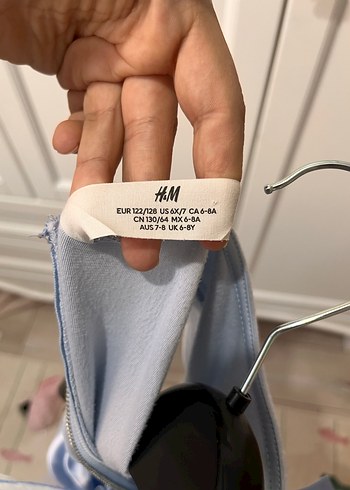 H&M
EUR 122/128 US 6X/7 CA 6-8A
CN 130/64 MX 6-8A
AUS 7-8 UK 6-8Y